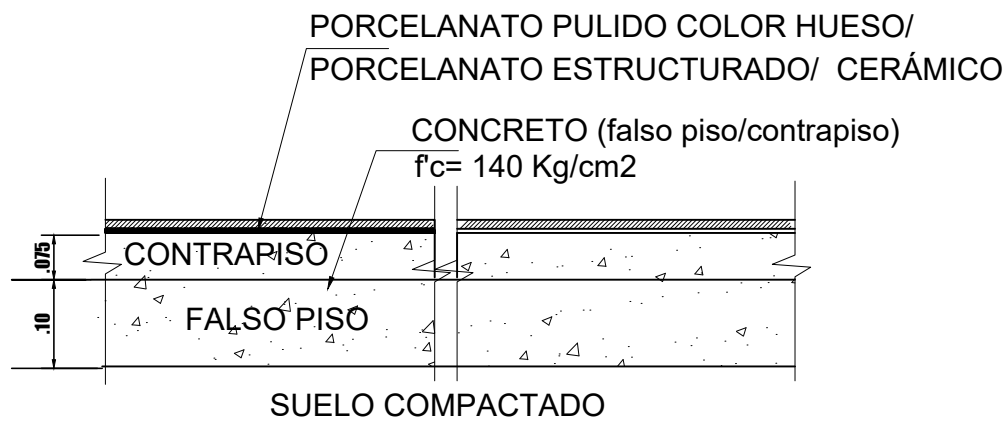 PORCELANATO PULIDO COLOR HUESO/
PORCELANATO ESTRUCTURADO/ CERÁMICO
CONCRETO (falso piso/contrapiso)
f'c= 140 Kg/cm2
.075
CONTRAPISO
.10
FALSO PISO
SUELO COMPACTADO